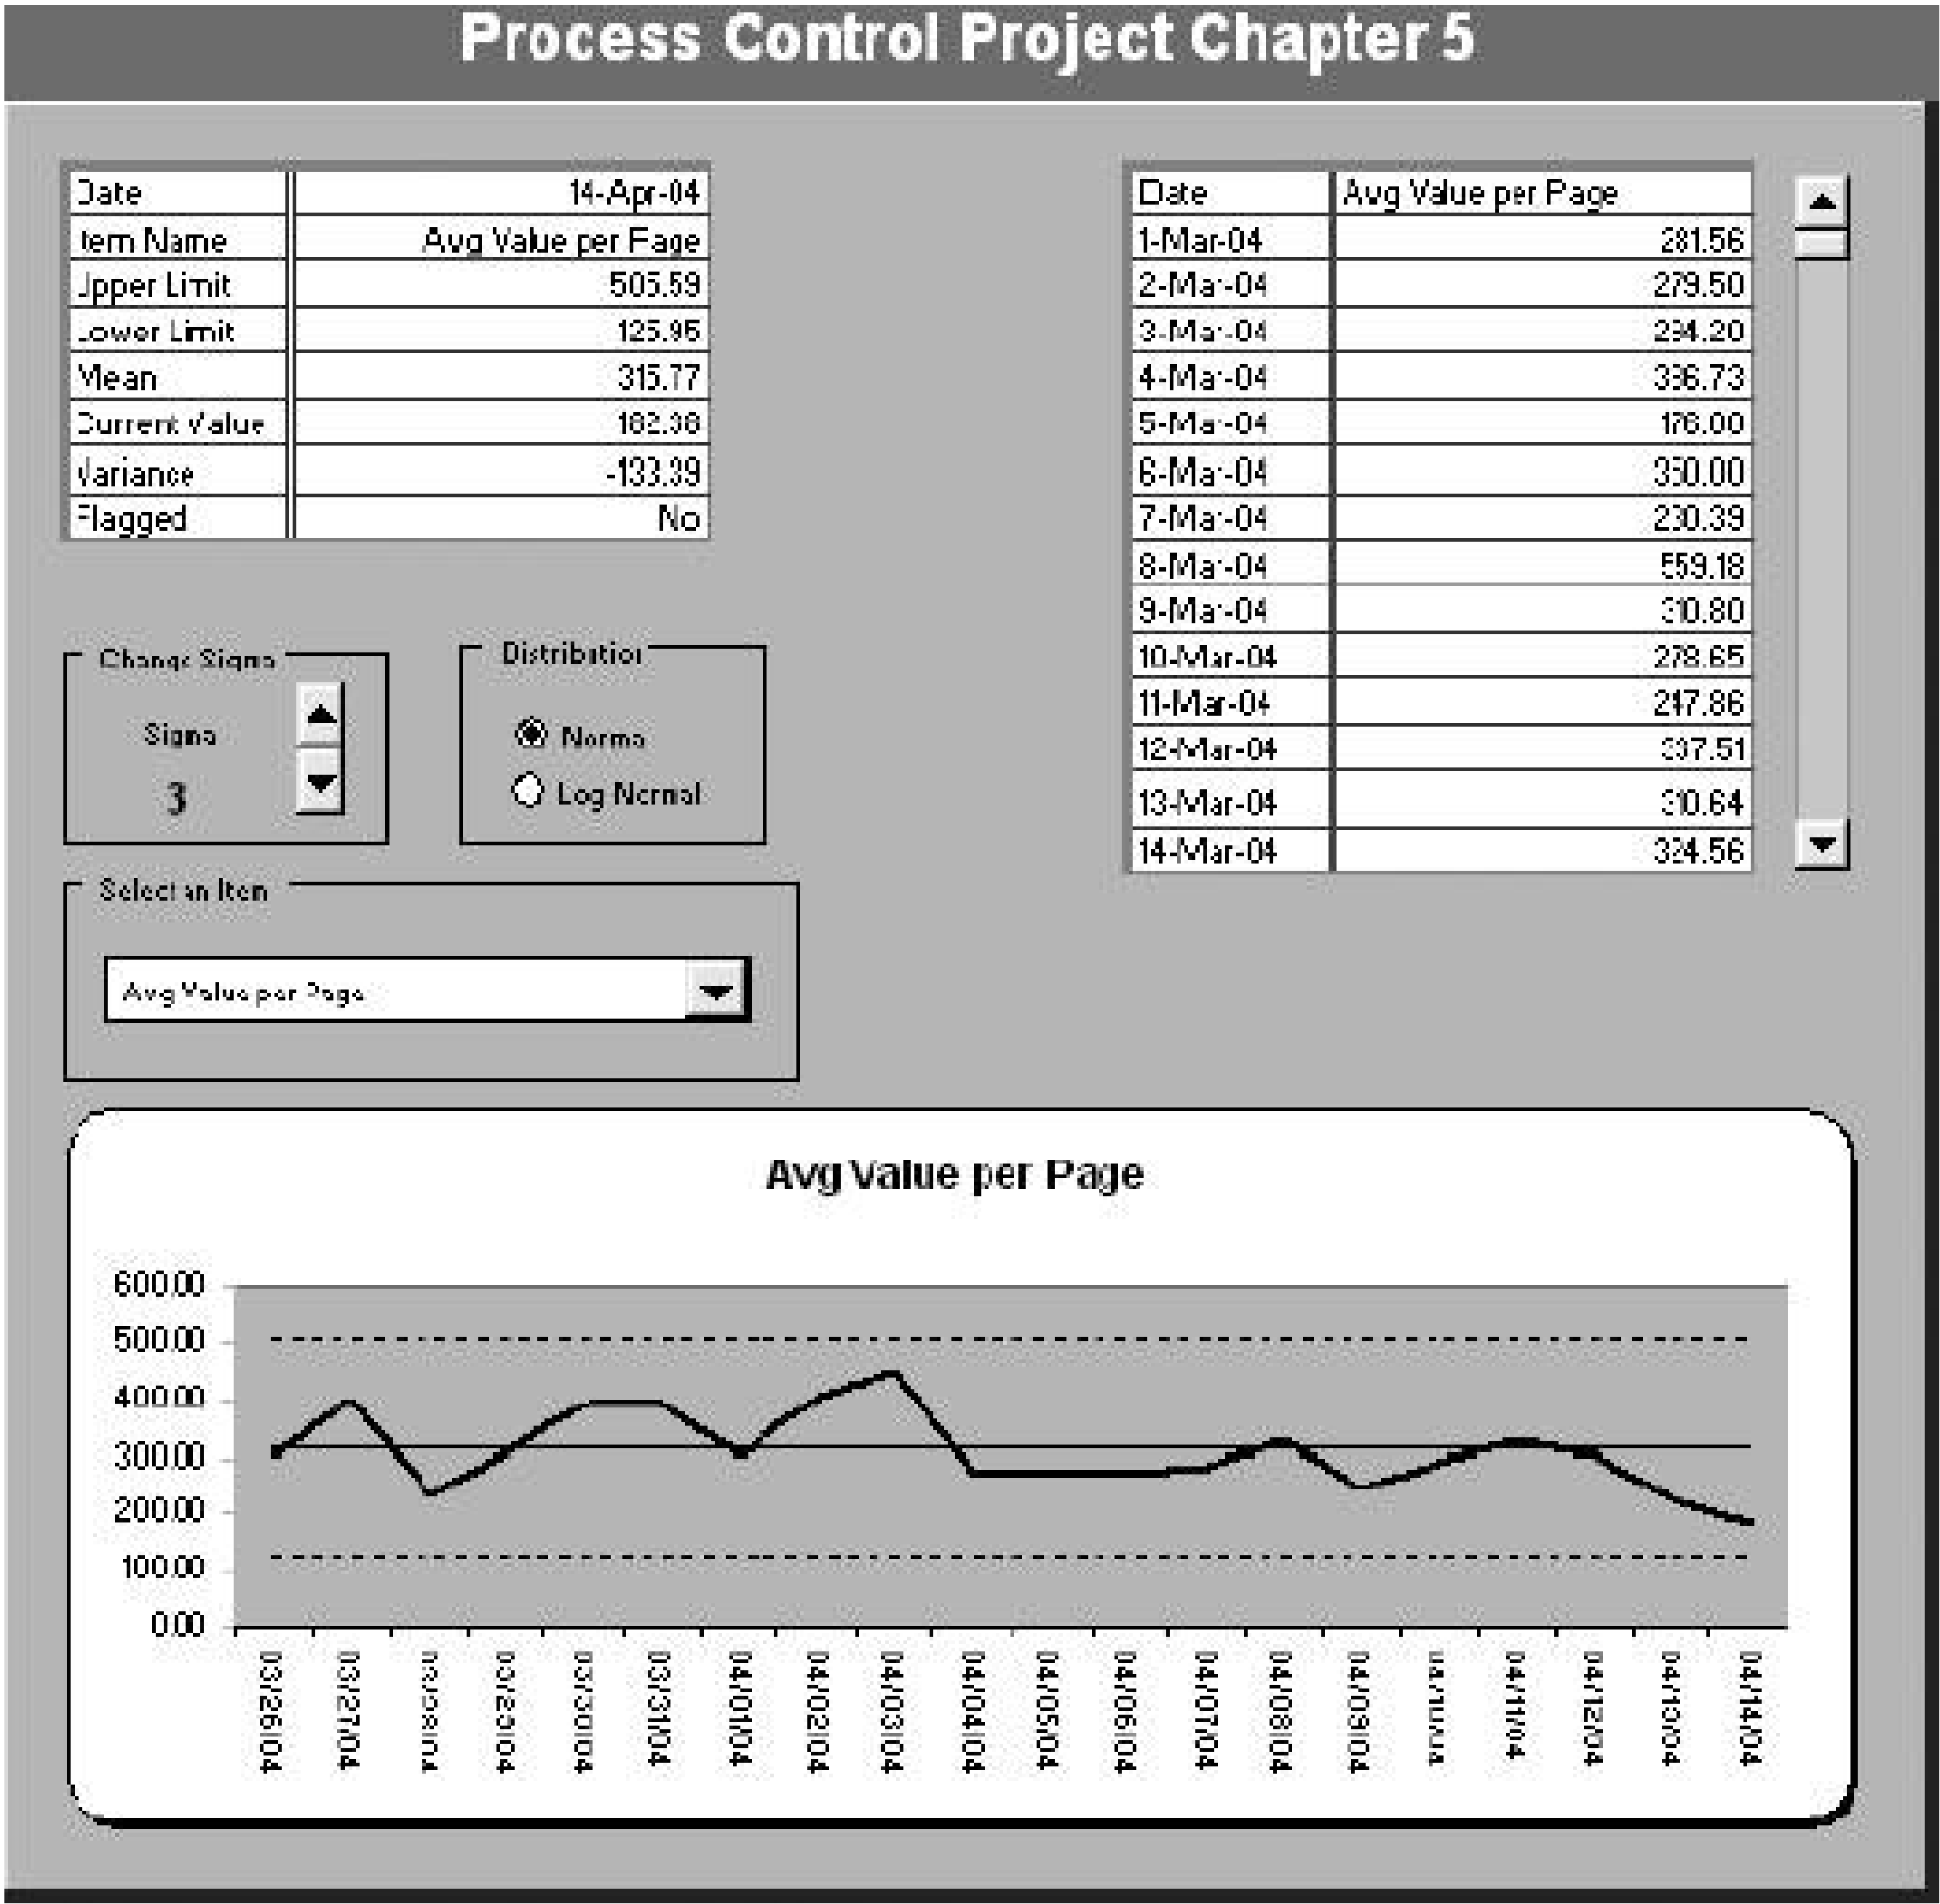 Process Control Project Chapter 5
Date 14-Apr-04
Item Name Avg Value per Page
Upper Limit 505.59
Lower Limit 125.95
Mean 315.77
Current Value 182.38
Variance -133.39
Flagged No
Date Avg Value per Page
1-Mar-04 281.56
2-Mar-04 279.50
3-Mar-04
4-Mar-04
5-Mar-04
6-Mar-04 350.00
7-Mar-04 230.39
8-Mar-04 559.18
9-Mar-04 310.80
10-Mar-04 278.65
11-Mar-04 247.86
12-Mar-04
13-Mar-04 310.64
14-Mar-04 324.56
Change Sigma
Sigma
3
Distribution
Normal
Log Normal
Select an Item
Avg Value per Page
Avg Value per Page
600.00
500.00
400.00
300.00
200.00
100.00
0.00
03/26/04
03/27/04
03/28/04
03/29/04
03/30/04
03/31/04
04/01/04
04/02/04
04/03/04
04/04/04
04/05/04
04/06/04
04/07/04
04/08/04
04/09/04
04/10/04
04/11/04
04/12/04
04/13/04
04/14/04